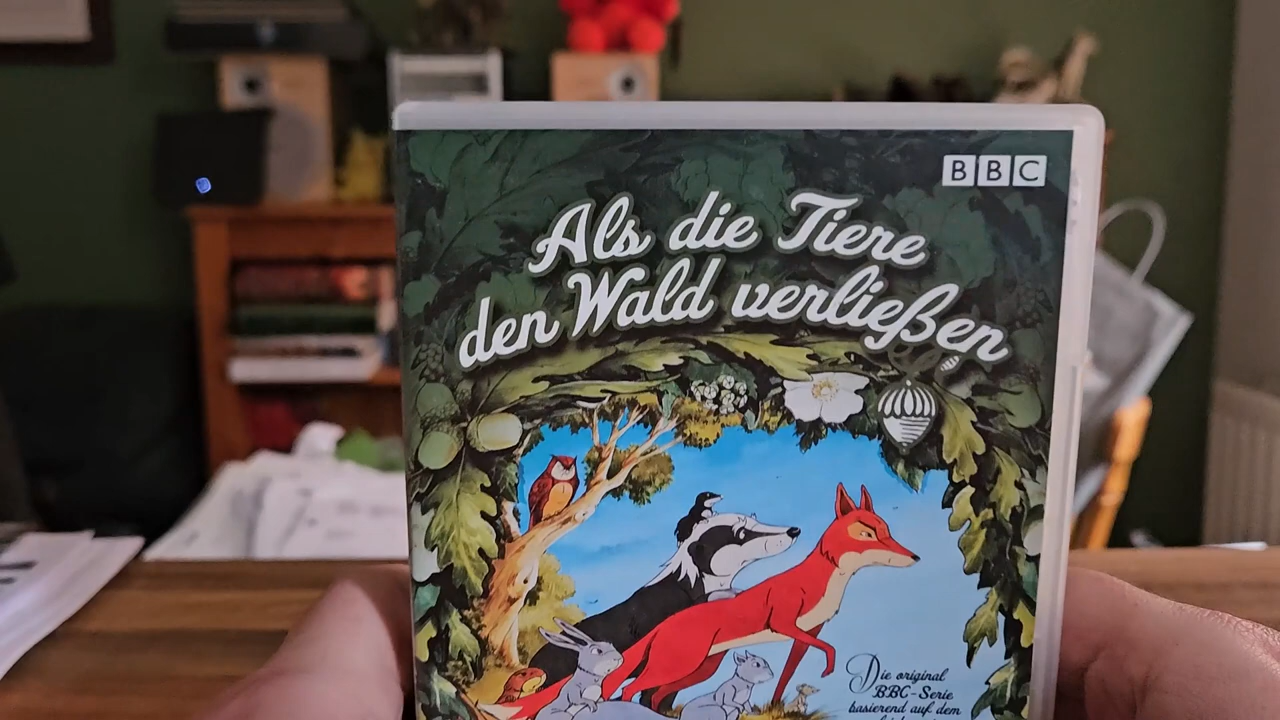 BBC
Als die Tiere
den Wald verließen
Die original
BBC-Serie
basierend auf dem